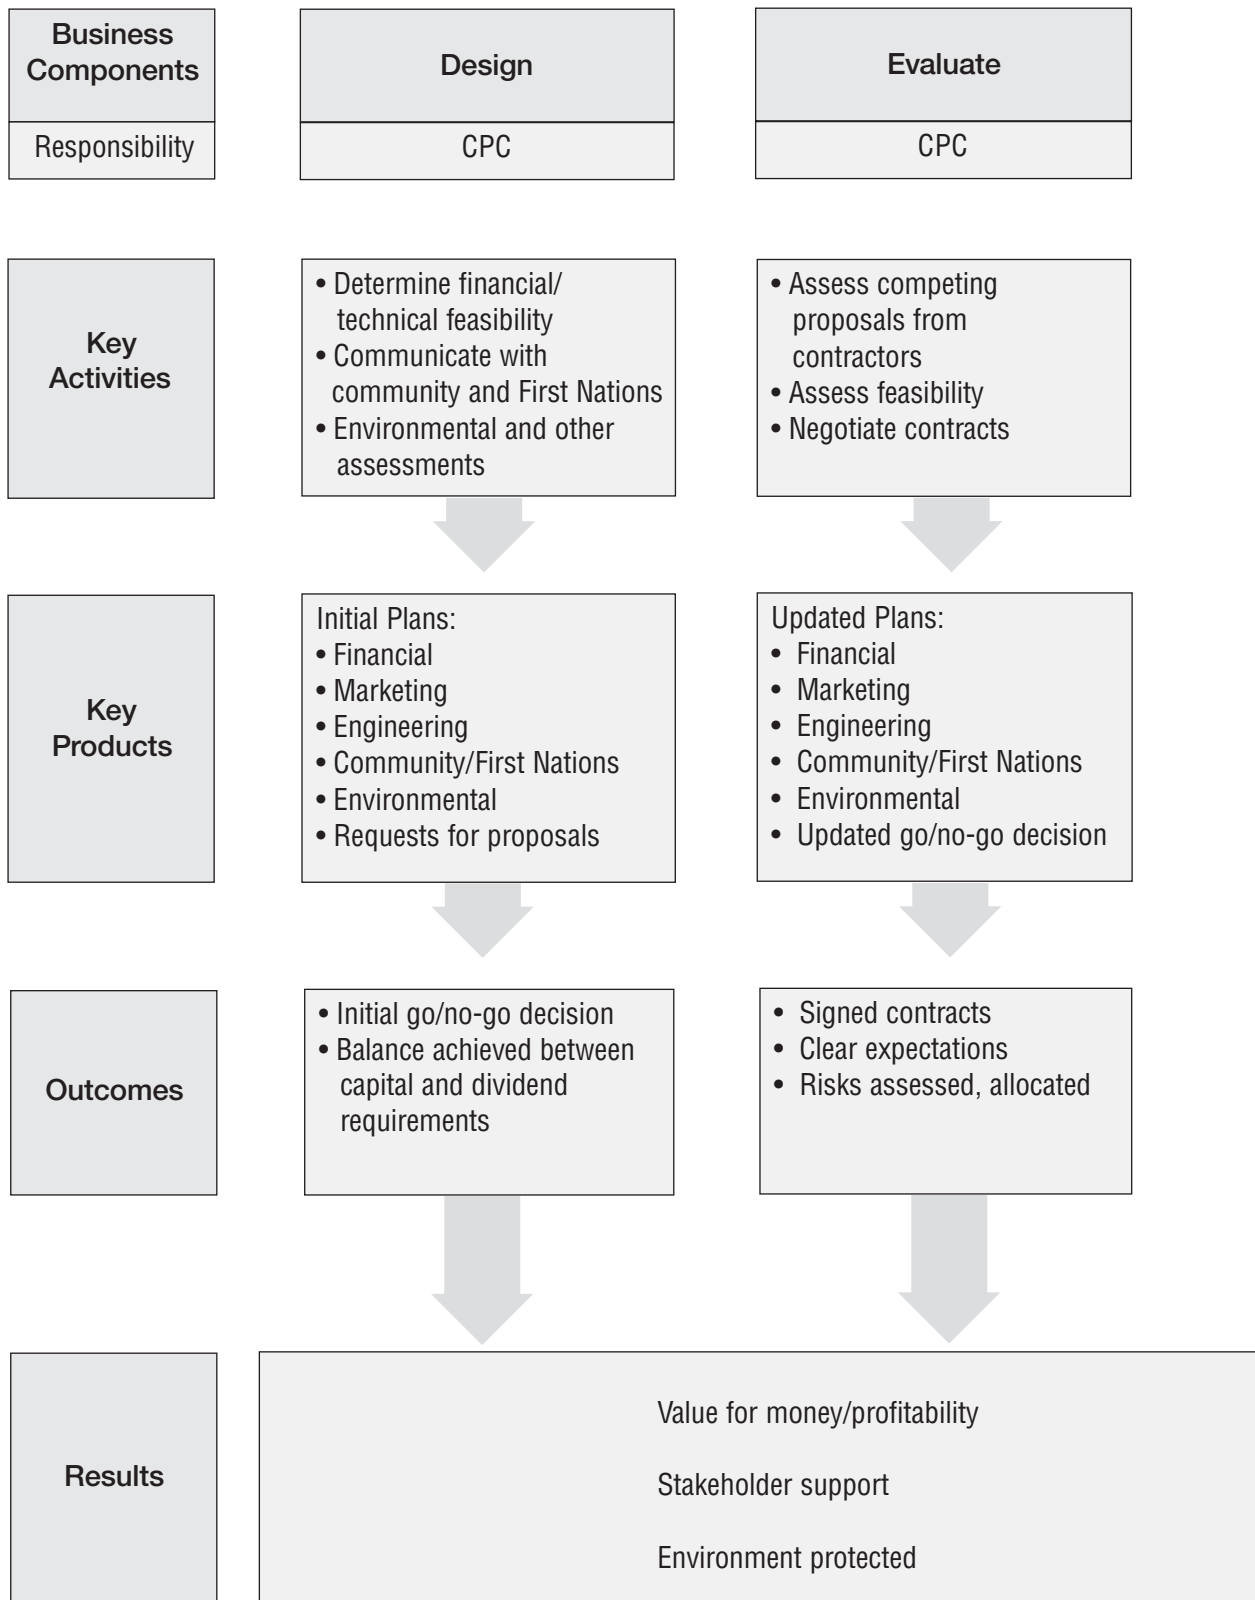 Business
Components
Responsibility
Design
CPC
Evaluate
CPC
Key
Activities
• Determine financial/
technical feasibility
• Communicate with
community and First Nations
• Environmental and other
assessments
• Assess competing
proposals from
contractors
• Assess feasibility
• Negotiate contracts
Key
Products
Initial Plans:
• Financial
• Marketing
• Engineering
• Community/First Nations
• Environmental
• Requests for proposals
Updated Plans:
• Financial
• Marketing
• Engineering
• Community/First Nations
• Environmental
• Updated go/no-go decision
Outcomes
• Initial go/no-go decision
• Balance achieved between
capital and dividend
requirements
• Signed contracts
• Clear expectations
• Risks assessed, allocated
Results
Value for money/profitability
Stakeholder support
Environment protected